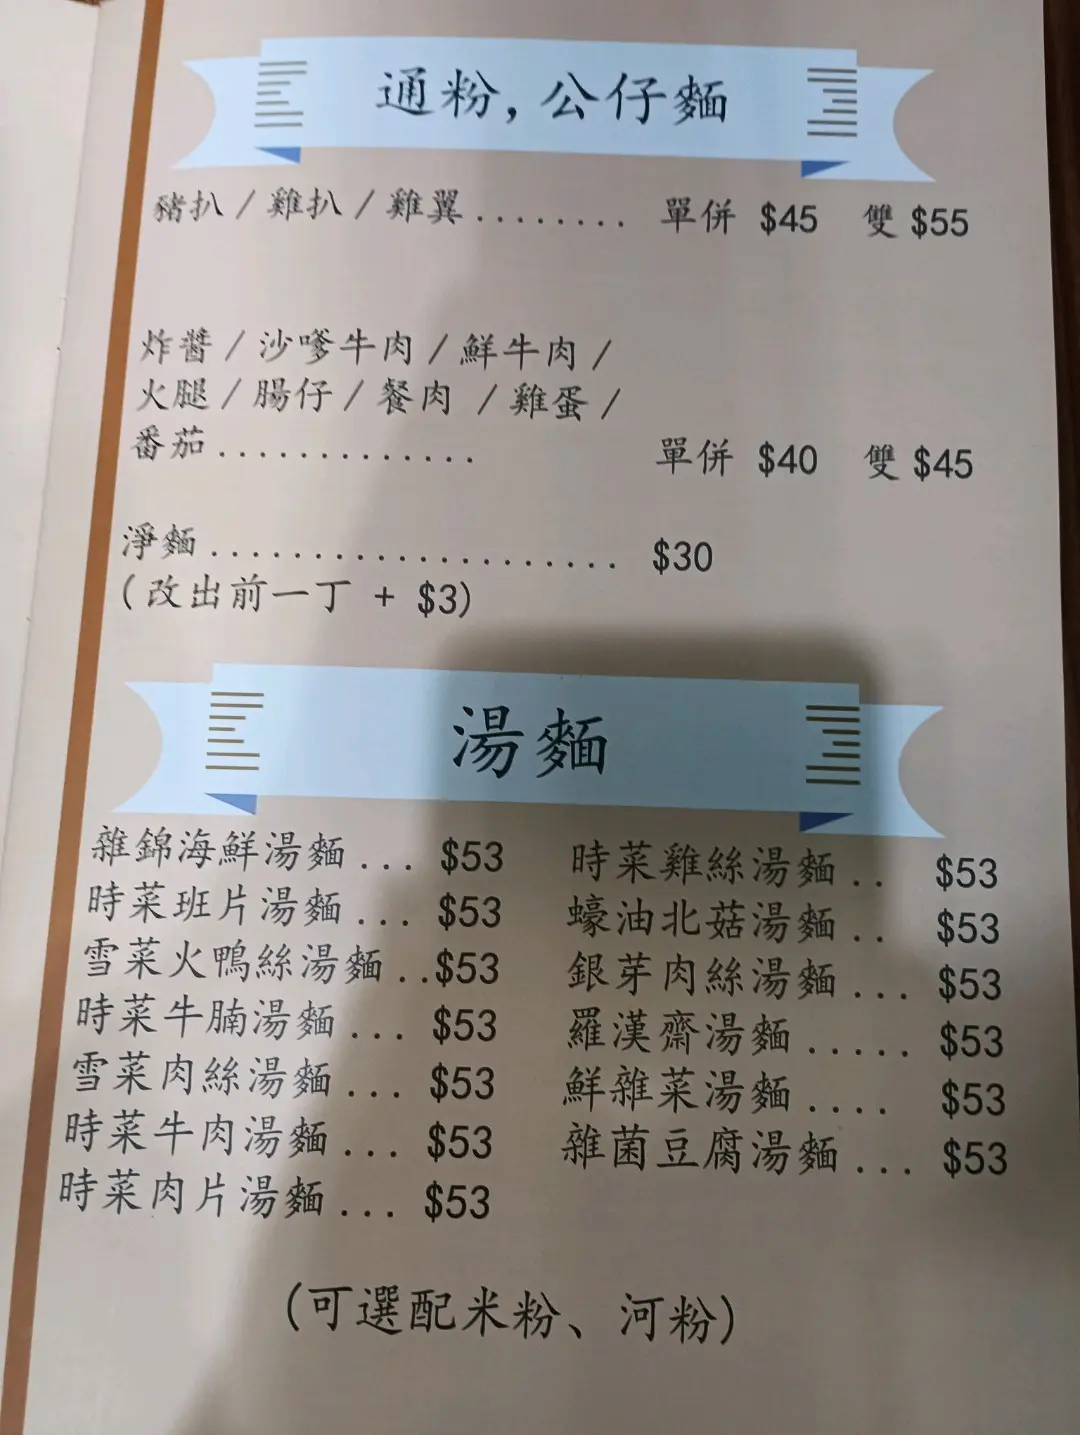 通粉,公仔麵
豬扒/雞扒/雞翼........ 單併 $45 雙 $55
炸醬/沙嗲牛肉/鮮牛肉/
火腿/腸仔/餐肉 /雞蛋/
番茄............. 單併 $40 雙 $45
淨麵.................... $30
(改出前一丁 + $3)
湯麵
雜錦海鮮湯麵... $53
時菜班片湯麵... $53
雪菜火鴨絲湯麵..$53
時菜牛腩湯麵... $53
雪菜肉絲湯麵... $53
時菜牛肉湯麵... $53
時菜肉片湯麵... $53
時菜雞絲湯麵.. $53
蠔油北菇湯麵.. $53
銀芽肉絲湯麵... $53
羅漢齋湯麵..... $53
鮮雜菜湯麵.... $53
雜菌豆腐湯麵... $53
(可選配米粉、河粉)